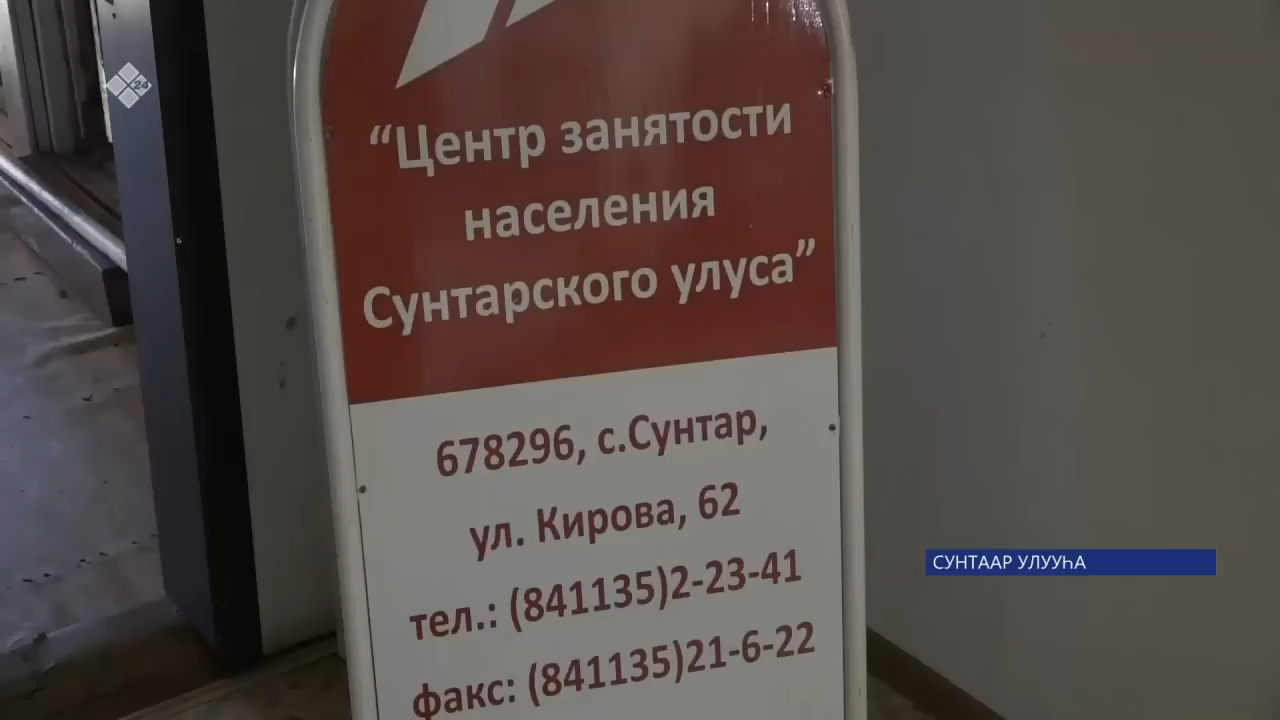 Х24
“Центр занятости
населения
Сунтарского улуса”
678296, с.Сунтар,
ул. Кирова, 62
тел.: (841135)2-23-41
факс: (841135)21-6-22
СУНТААР УЛУУҺА